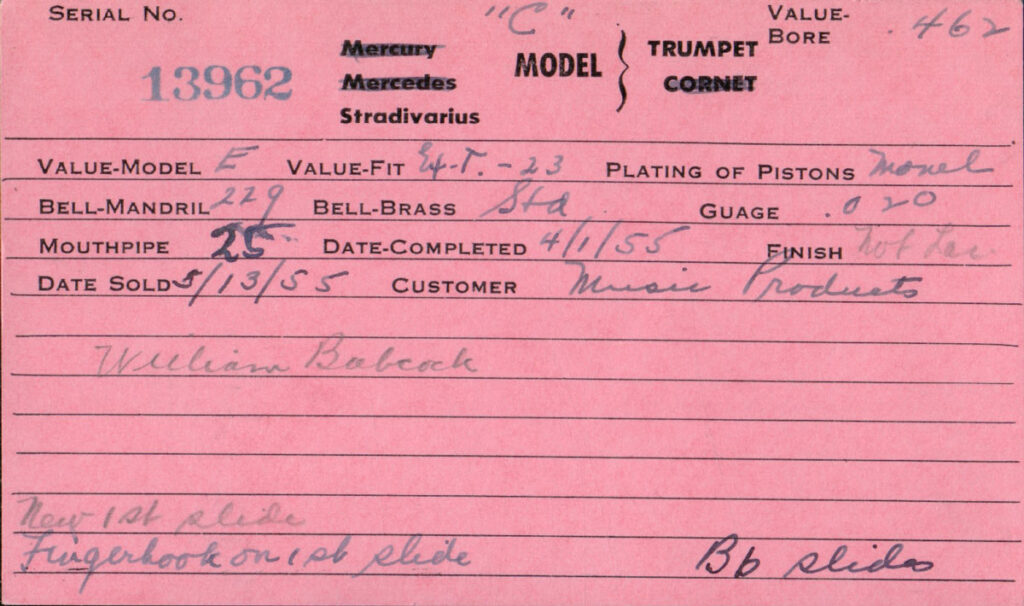 SERIAL NO. "C" VALUE-BORE .462
13962 Mercury Mercedes Stradivarius MODEL } TRUMPET CORNET
VALUE-MODEL E VALUE-FIT Ex-T. - 23 PLATING OF PISTONS Monel
BELL-MANDRIL 229 BELL-BRASS Std GUAGE .020
MOUTHPIPE 25 DATE-COMPLETED 4/1/55 FINISH Not Lac.
DATE SOLD 5/13/55 CUSTOMER Music Products
William Babcock
New 1st slide
Fingerhook on 1st slide Bb slides